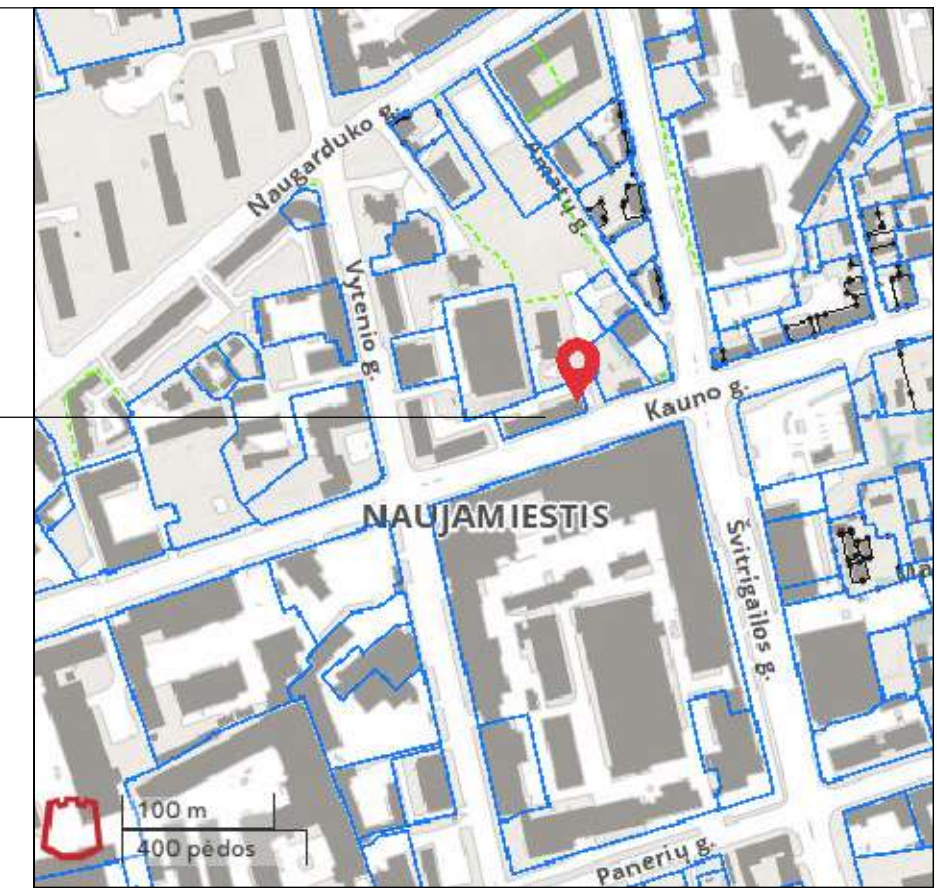 Naugarduko g.
Amatų g.
Vytenio g.
Kauno g.
NAUJAMIESTIS
Švitrigailos g.
100 m
400 pėdos
Panerių g.